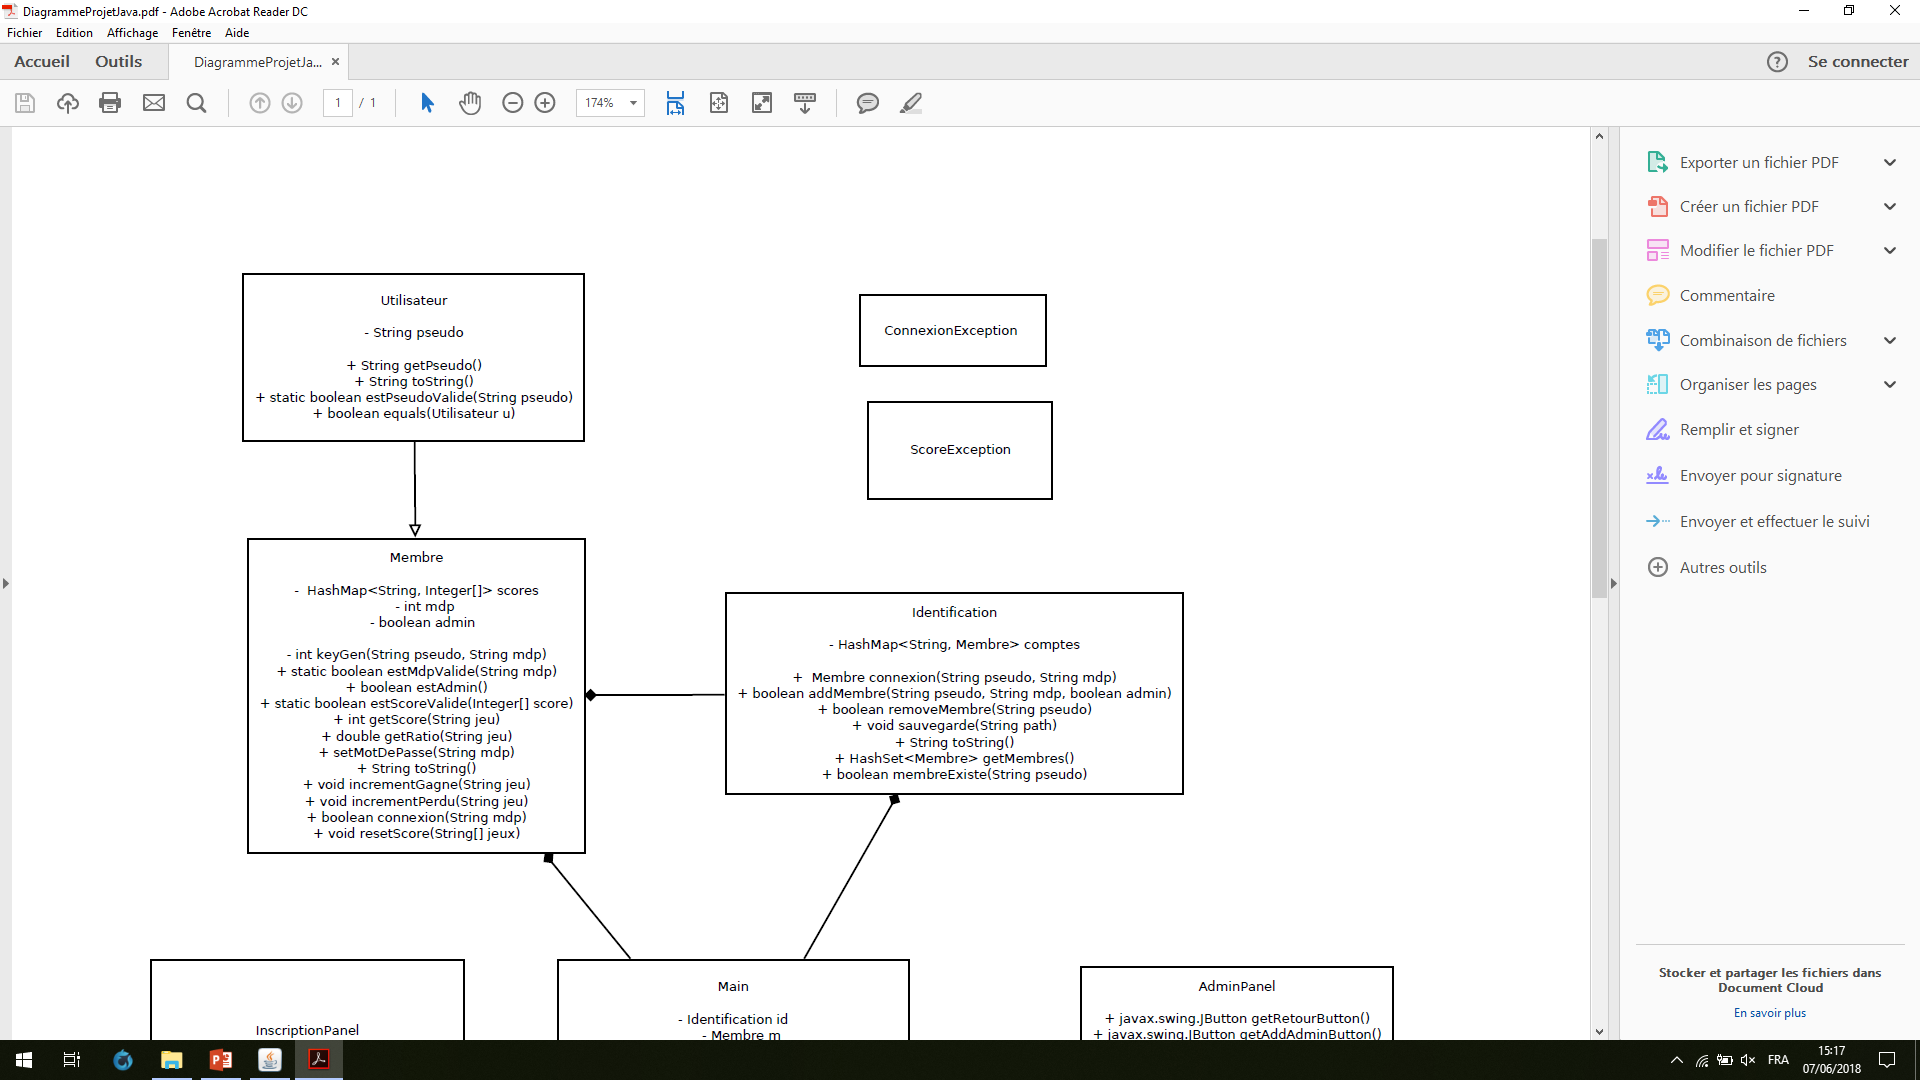 DiagrammeProjetJava.pdf - Adobe Acrobat Reader DC
Fichier Edition Affichage Fenêtre Aide
Accueil Outils DiagrammeProjetJa... ×
? Se connecter
1 / 1 174%
Utilisateur
- String pseudo
+ String getPseudo()
+ String toString()
+ static boolean estPseudoValide(String pseudo)
+ boolean equals(Utilisateur u)
ConnexionException
ScoreException
Membre
- HashMap<String, Integer[]> scores
- int mdp
- boolean admin
- int keyGen(String pseudo, String mdp)
+ static boolean estMdpValide(String mdp)
+ boolean estAdmin()
+ static boolean estScoreValide(Integer[] score)
+ int getScore(String jeu)
+ double getRatio(String jeu)
+ setMotDePasse(String mdp)
+ String toString()
+ void incrementGagne(String jeu)
+ void incrementPerdu(String jeu)
+ boolean connexion(String mdp)
+ void resetScore(String[] jeux)
Identification
- HashMap<String, Membre> comptes
+ Membre connexion(String pseudo, String mdp)
+ boolean addMembre(String pseudo, String mdp, boolean admin)
+ boolean removeMembre(String pseudo)
+ void sauvegarde(String path)
+ String toString()
+ HashSet<Membre> getMembres()
+ boolean membreExiste(String pseudo)
InscriptionPanel
Main
- Identification id
- Membre m
AdminPanel
+ javax.swing.JButton getRetourButton()
+ javax.swing.JButton getAddAdminButton()
Exporter un fichier PDF
Créer un fichier PDF
Modifier le fichier PDF
Commentaire
Combinaison de fichiers
Organiser les pages
Remplir et signer
Envoyer pour signature
Envoyer et effectuer le suivi
Autres outils
Stocker et partager les fichiers dans
Document Cloud
En savoir plus
FRA
15:17
07/06/2018